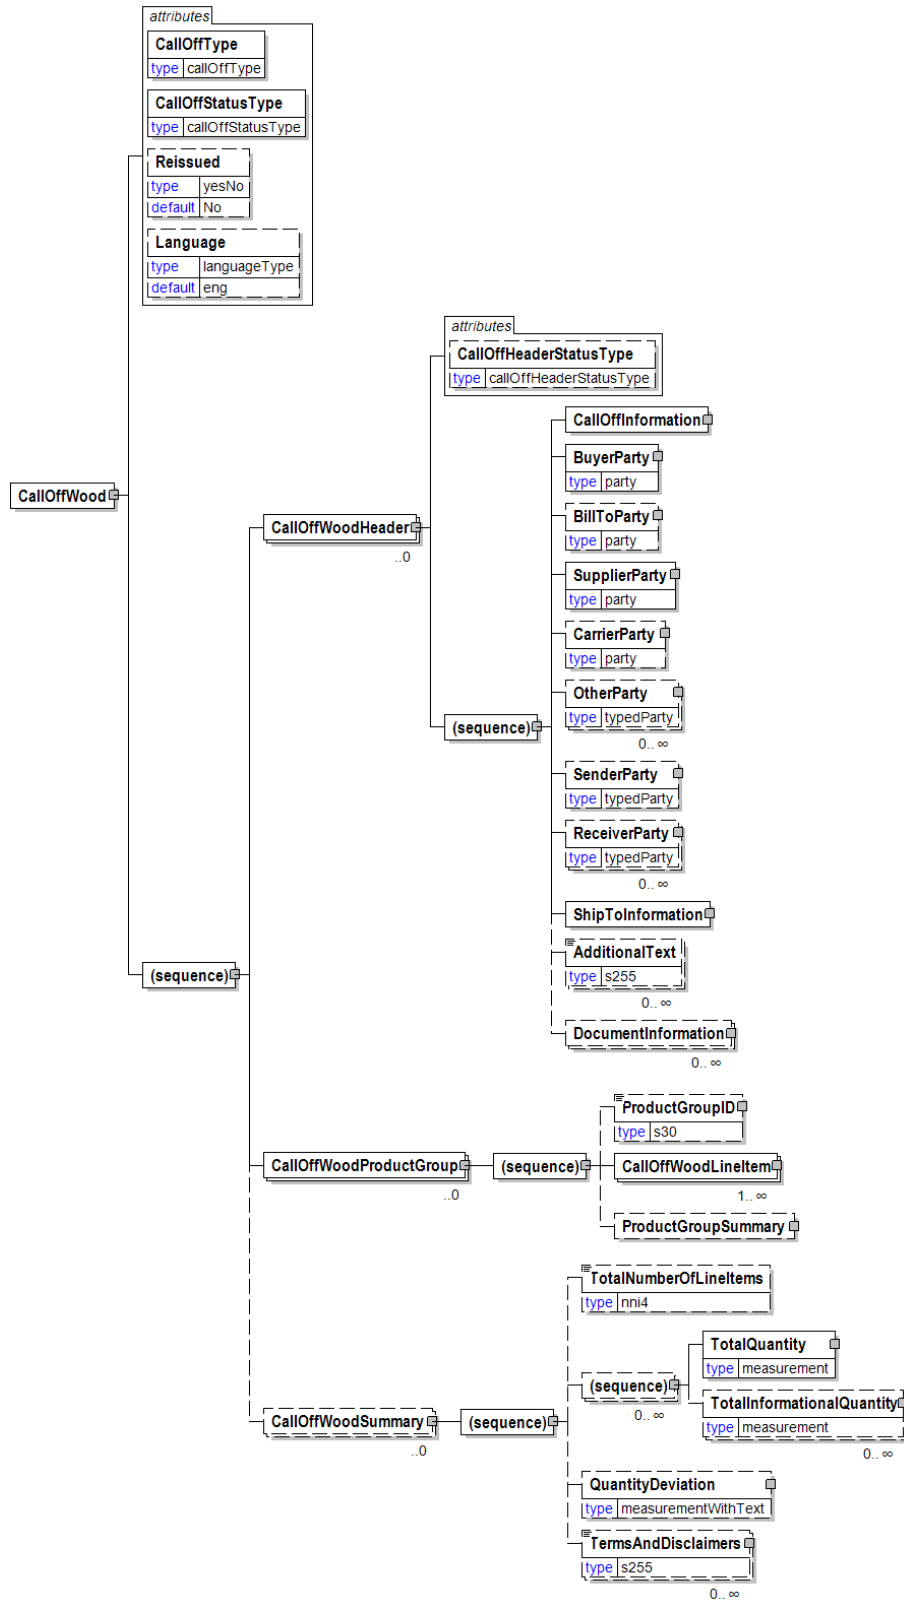 attributes
CallOffType
type callOffType
CallOffStatusType
type callOffStatusType
Reissued
type yesNo
default No
Language
type languageType
default eng
attributes
CallOffHeaderStatusType
type callOffHeaderStatusType
CallOffInformation
BuyerParty
type party
CallOffWood
BillToParty
type party
CallOffWoodHeader
..0
SupplierParty
type party
CarrierParty
type party
OtherParty
type typedParty
0.. ∞
(sequence)
SenderParty
type typedParty
ReceiverParty
type typedParty
0.. ∞
ShipToInformation
AdditionalText
type s255
0.. ∞
(sequence)
DocumentInformation
0.. ∞
ProductGroupID
type s30
CallOffWoodProductGroup
..0
(sequence)
CallOffWoodLineItem
1.. ∞
ProductGroupSummary
TotalNumberOfLineItems
type nni4
TotalQuantity
type measurement
(sequence)
0.. ∞
TotalInformationalQuantity
type measurement
0.. ∞
CallOffWoodSummary
..0
(sequence)
QuantityDeviation
type measurementWithText
TermsAndDisclaimers
type s255
0.. ∞